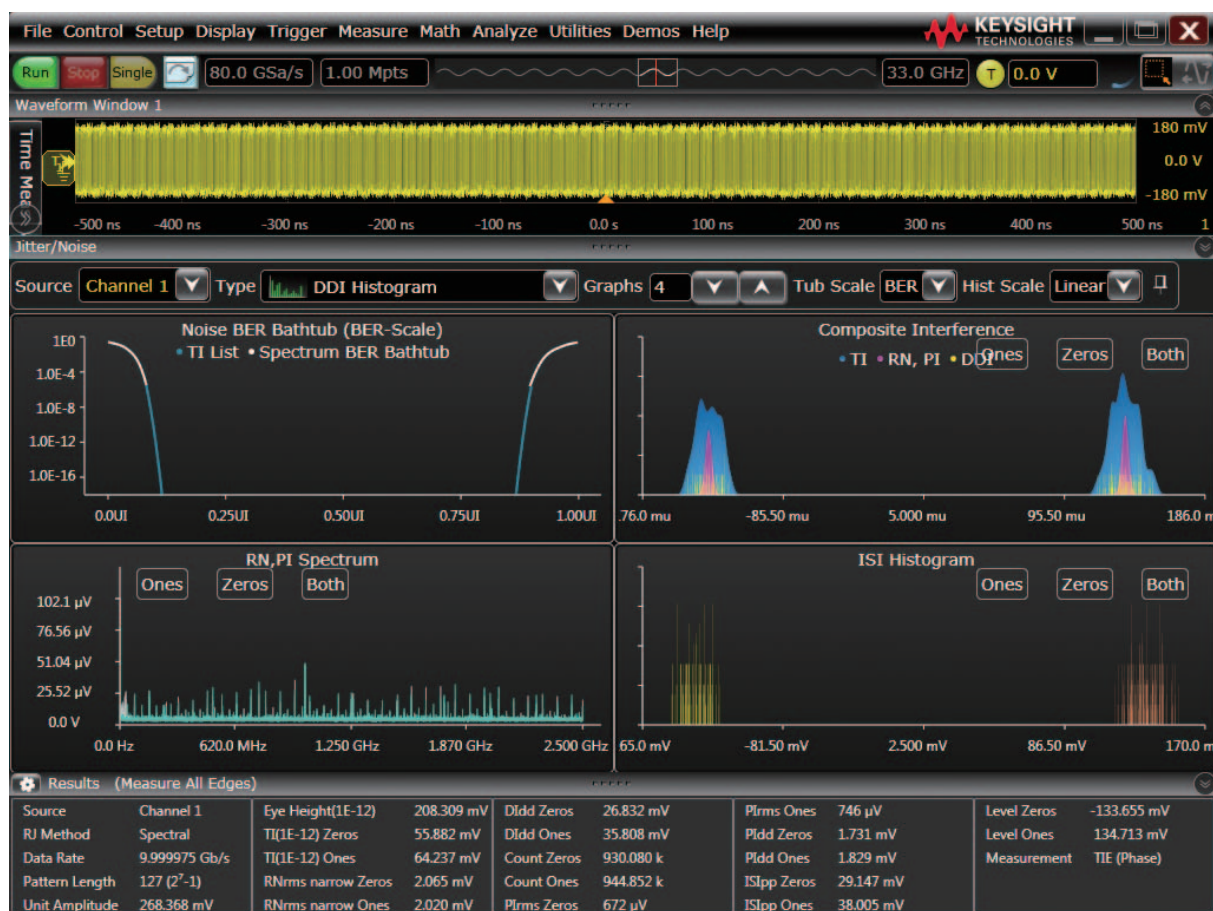 File Control Setup Display Trigger Measure Math Analyze Utilities Demos Help
KEYSIGHT
TECHNOLOGIES
Run Stop Single 80.0 GSa/s 1.00 Mpts 33.0 GHz T 0.0 V
Waveform Window 1
Time Mea
180 mV
0.0 V
-180 mV
-500 ns -400 ns -300 ns -200 ns -100 ns 0.0 s 100 ns 200 ns 300 ns 400 ns 500 ns 1
Jitter/Noise
Source Channel 1 Type DDI Histogram Graphs 4 Tub Scale BER Hist Scale Linear
Noise BER Bathtub (BER-Scale)
TI List • Spectrum BER Bathtub
1E0
1.0E-4
1.0E-8
1.0E-12
1.0E-16
0.0UI 0.25UI 0.50UI 0.75UI 1.00UI
Composite Interference
• TI • RN, PI • DDI
Ones Zeros Both
.76.0 mu -85.50 mu 5.000 mu 95.50 mu 186.0 m
RN,PI Spectrum
Ones Zeros Both
102.1 µV
76.56 µV
51.04 µV
25.52 µV
0.0 V
0.0 Hz 620.0 MHz 1.250 GHz 1.870 GHz 2.500 GHz
ISI Histogram
Ones Zeros Both
65.0 mV -81.50 mV 2.500 mV 86.50 mV 170.0 m
Results (Measure All Edges)
Source Channel 1 Eye Height(1E-12) 208.309 mV DIdd Zeros 26.832 mV PIrms Ones 746 µV Level Zeros -133.655 mV
RJ Method Spectral TI(1E-12) Zeros 55.882 mV DIdd Ones 35.808 mV PIdd Zeros 1.731 mV Level Ones 134.713 mV
Data Rate 9.999975 Gb/s TI(1E-12) Ones 64.237 mV Count Zeros 930.080 k PIdd Ones 1.829 mV Measurement TIE (Phase)
Pattern Length 127 (2⁷-1) RNrms narrow Zeros 2.065 mV Count Ones 944.852 k ISIpp Zeros 29.147 mV
Unit Amplitude 268.368 mV RNrms narrow Ones 2.020 mV PIrms Zeros 672 µV ISIpp Ones 38.005 mV